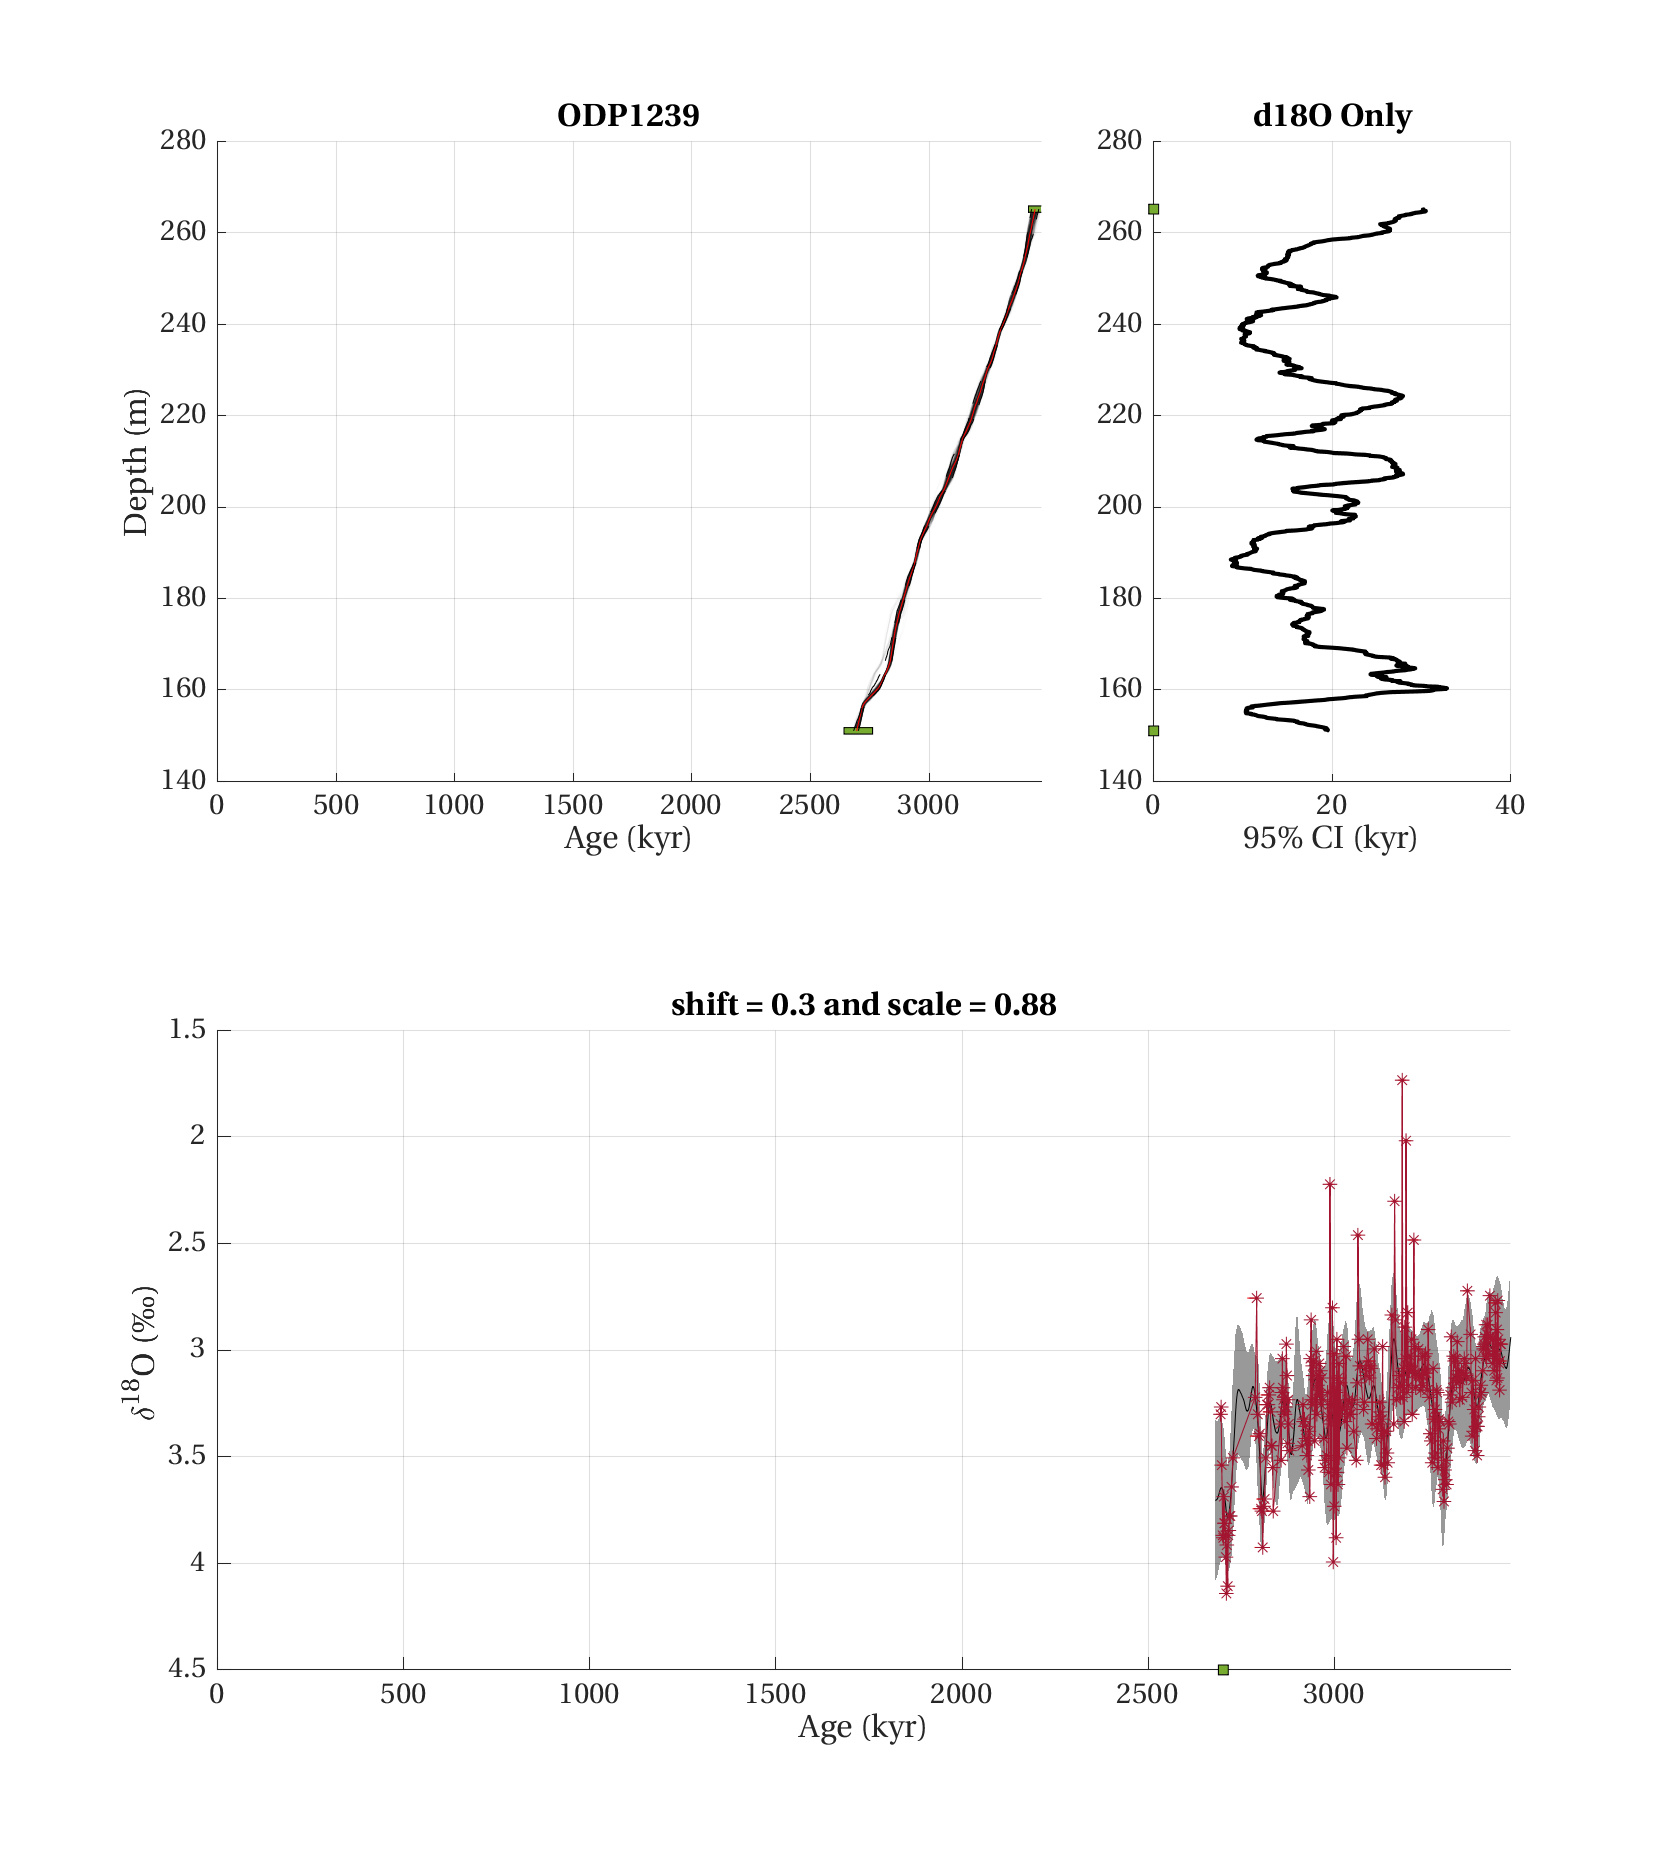 ODP1239
280
260
240
220
200
180
160
140
Depth (m)
0 500 1000 1500 2000 2500 3000
Age (kyr)
d18O Only
280
260
240
220
200
180
160
140
0 20 40
95% CI (kyr)
shift = 0.3 and scale = 0.88
1.5
2
2.5
3
3.5
4
4.5
δ18O (‰)
0 500 1000 1500 2000 2500 3000
Age (kyr)